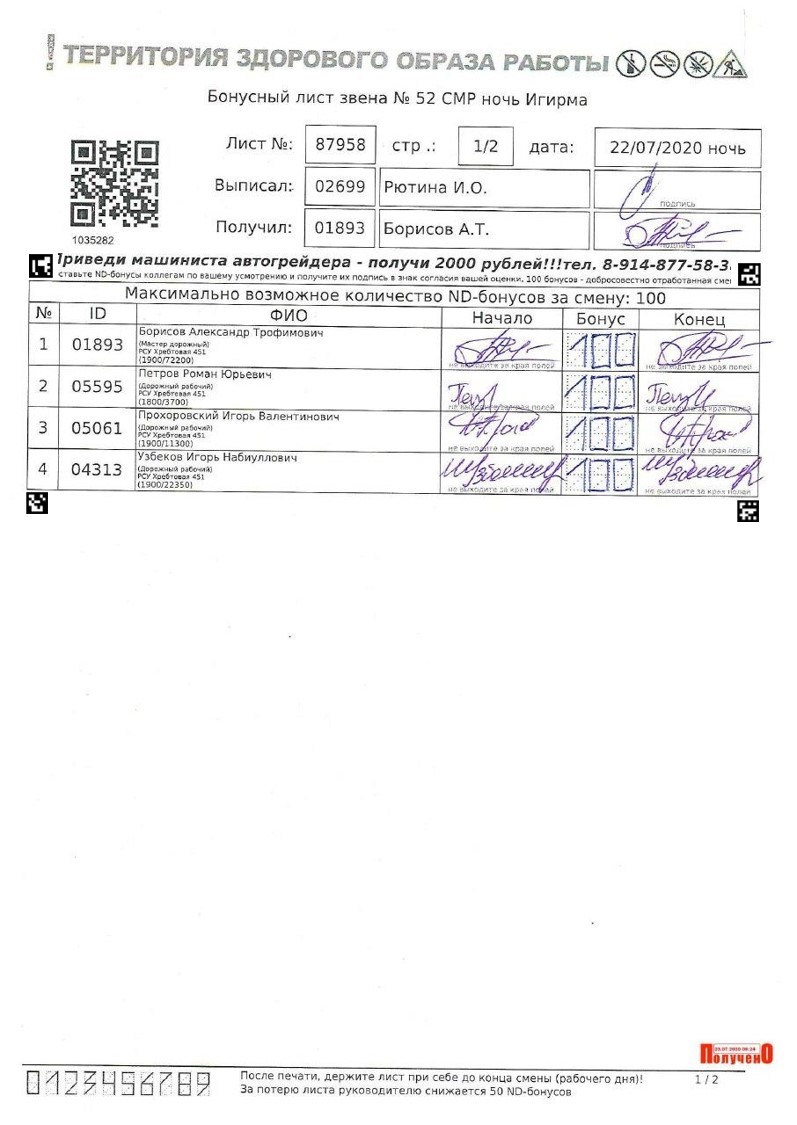 ! ТЕРРИТОРИЯ ЗДОРОВОГО ОБРАЗА РАБОТЫ
Бонусный лист звена № 52 СМР ночь Игирма
Лист №: 87958 стр .: 1/2 дата: 22/07/2020 ночь
Выписал: 02699 Рютина И.О.
подпись
Получил: 01893 Борисов А.Т.
подпись
1035282
Приведи машиниста автогрейдера - получи 2000 рублей!!!тел. 8-914-877-58-3
ставьте ND-бонусы коллегам по вашему усмотрению и получите их подпись в знак согласия вашей оценки, 100 бонусов - добросовестно отработанная
Максимально возможное количество ND-бонусов за смену: 100
№ ID ФИО Начало Бонус Конец
1 01893 Борисов Александр Трофимович 100
(Мастер дорожный)
РСУ Хребтовая 451
(1900/72200)
не выходите за края полей не выходите за края полей
2 05595 Петров Роман Юрьевич 100
(Дорожный рабочий)
РСУ Хребтовая 451
(1800/3700)
не выходите за края полей не выходите за края полей
3 05061 Прохоровский Игорь Валентинович 100
(Дорожный рабочий)
РСУ Хребтовая 451
(1900/11300)
не выходите за края полей не выходите за края полей
4 04313 Узбеков Игорь Набиуллович 100
(Дорожный рабочий)
РСУ Хребтовая 451
(1900/22350)
не выходите за края полей не выходите за края полей
ПолученО
0123456789
После печати, держите лист при себе до конца смены (рабочего дня)!
За потерю листа руководителю снижается 50 ND-бонусов
1 / 2